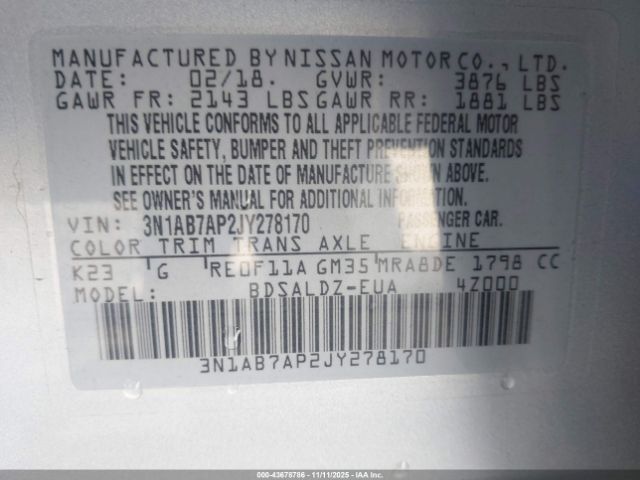 MANUFACTURED BY NISSAN MOTOR CO., LTD.
DATE: 02/18. GVWR: 3876 LBS
GAWR FR: 2143 LBS GAWR RR: 1881 LBS
THIS VEHICLE CONFORMS TO ALL APPLICABLE FEDERAL MOTOR
VEHICLE SAFETY, BUMPER AND THEFT PREVENTION STANDARDS
IN EFFECT ON THE DATE OF MANUFACTURE SHOWN ABOVE.
SEE OWNER'S MANUAL FOR ADDITIONAL INFORMATION.
VIN: 3N1AB7AP2JY278170 PASSENGER CAR.
COLOR TRIM TRANS AXLE ENGINE
K23 G RE0F11A GM35 MRA8DE 1798 CC
MODEL: BDSALDZ-EUA 4Z000
3N1AB7AP2JY278170
000-43678786 - 11/11/2025 - IAAI.com